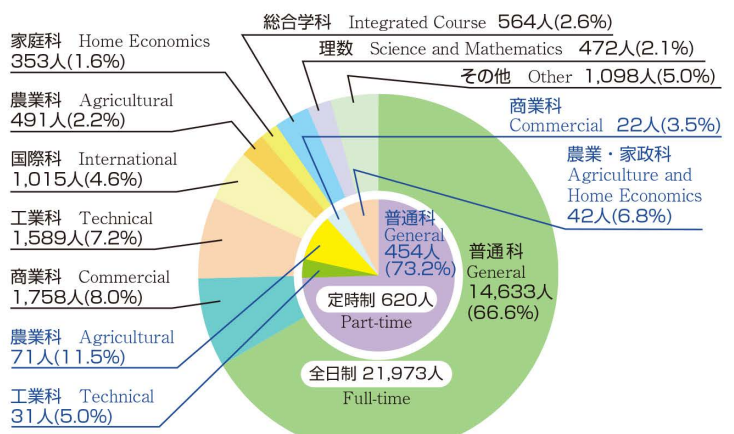 総合学科 Integrated Course 564人(2.6%)
理数 Science and Mathematics 472人(2.1%)
その他 Other 1,098人(5.0%)
家庭科 Home Economics
353人(1.6%)
農業科 Agricultural
491人(2.2%)
国際科 International
1,015人(4.6%)
工業科 Technical
1,589人(7.2%)
商業科 Commercial
1,758人(8.0%)
農業科 Agricultural
71人(11.5%)
工業科 Technical
31人(5.0%)
商業科
Commercial 22人(3.5%)
農業・家政科
Agriculture and
Home Economics
42人(6.8%)
普通科
General
454人
(73.2%)
普通科
General
14,633人
(66.6%)
定時制 620人
Part-time
全日制 21,973人
Full-time